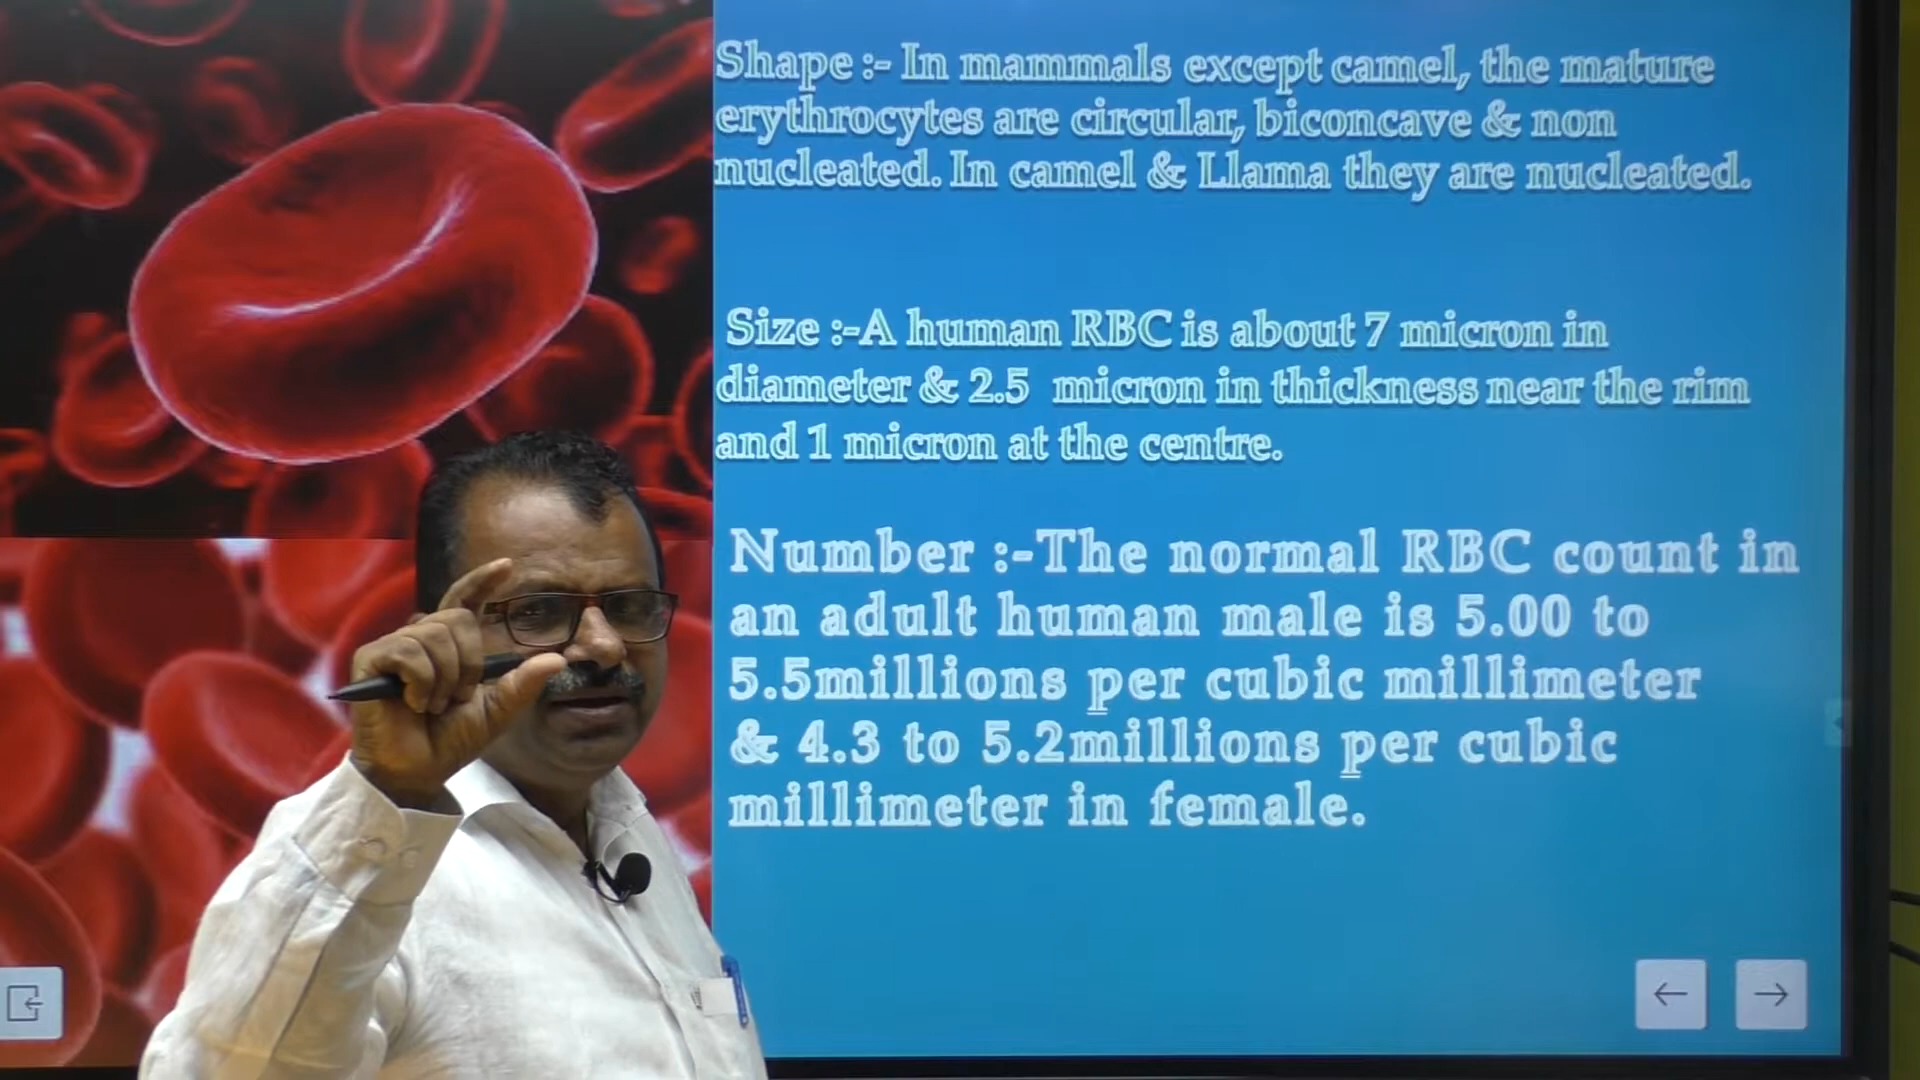 Shape :- In mammals except camel, the mature
erythrocytes are circular, biconcave & non
nucleated. In camel & Llama they are nucleated.
Size :-A human RBC is about 7 micron in
diameter & 2.5 micron in thickness near the rim
and 1 micron at the centre.
Number :-The normal RBC count in
an adult human male is 5.00 to
5.5millions per cubic millimeter
& 4.3 to 5.2millions per cubic
millimeter in female.